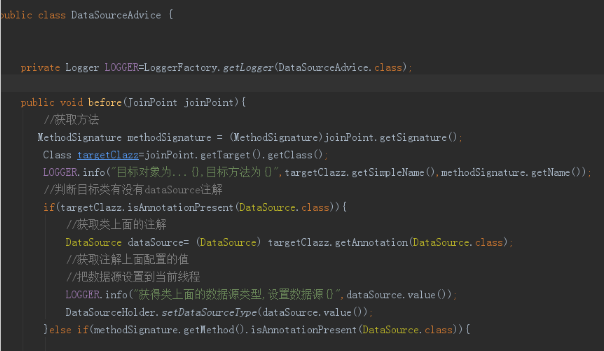 public class DataSourceAdvice {
private Logger LOGGER=LoggerFactory.getLogger(DataSourceAdvice.class);
public void before(JoinPoint joinPoint){
//获取方法
MethodSignature methodSignature = (MethodSignature)joinPoint.getSignature();
Class targetClazz=joinPoint.getTarget().getClass();
LOGGER.info("目标对象为...{},目标方法为{}",targetClazz.getSimpleName(),methodSignature.getName());
//判断目标类有没有dataSource注解
if(targetClazz.isAnnotationPresent(DataSource.class)){
//获取类上面的注解
DataSource dataSource= (DataSource) targetClazz.getAnnotation(DataSource.class);
//获取注解上面配置的值
//把数据源设置到当前线程
LOGGER.info("获得类上面的数据源类型,设置数据源{}",dataSource.value());
DataSourceHolder.setDataSourceType(dataSource.value());
}else if(methodSignature.getMethod().isAnnotationPresent(DataSource.class)){